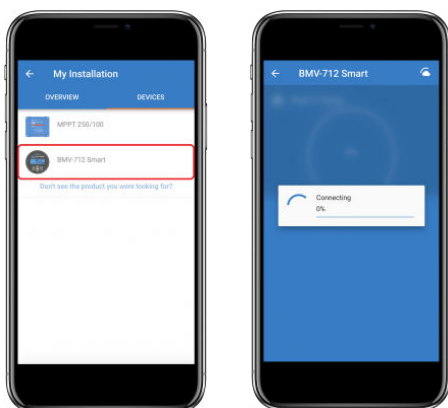 My Installation
OVERVIEW DEVICES
MPPT 250/100
BMV-712 Smart
Don't see the product you were looking for?
BMV-712 Smart
Connecting
0%